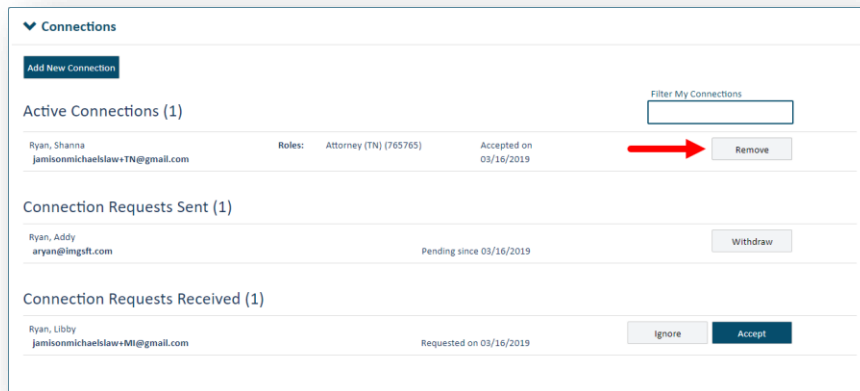 Connections
Add New Connection
Filter My Connections
Active Connections (1)
Ryan, Shanna
jamisonmichaelslaw+TN@gmail.com
Roles: Attorney (TN) (765765)
Accepted on
03/16/2019
Remove
Connection Requests Sent (1)
Ryan, Addy
aryan@imgsft.com
Pending since 03/16/2019
Withdraw
Connection Requests Received (1)
Ryan, Libby
jamisonmichaelslaw+MI@gmail.com
Requested on 03/16/2019
Ignore
Accept